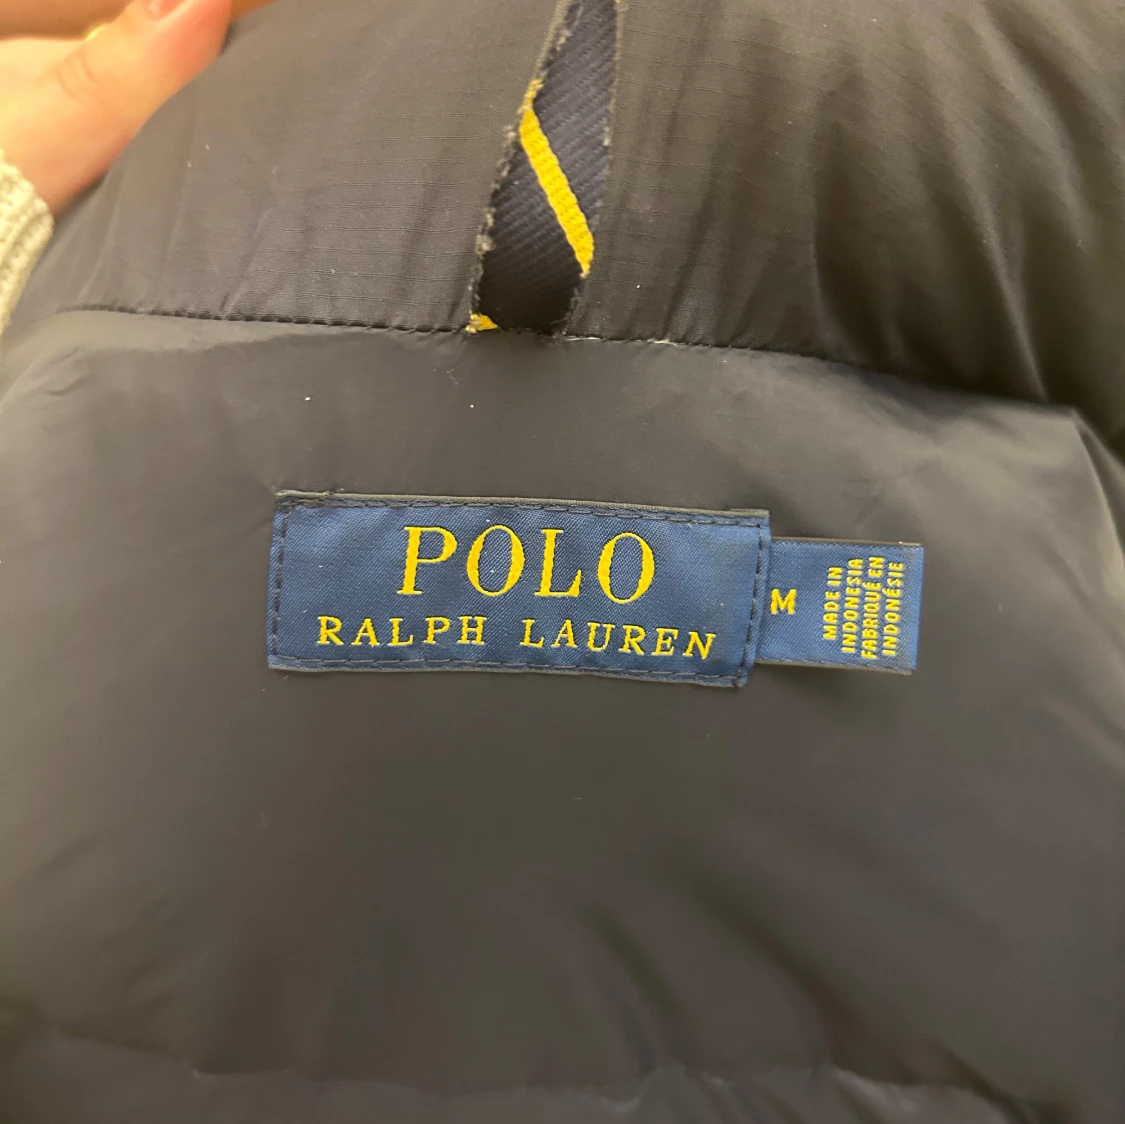 POLO
RALPH LAUREN
M
MADE IN
INDONESIA
FABRIQUÉ EN
INDONÉSIE